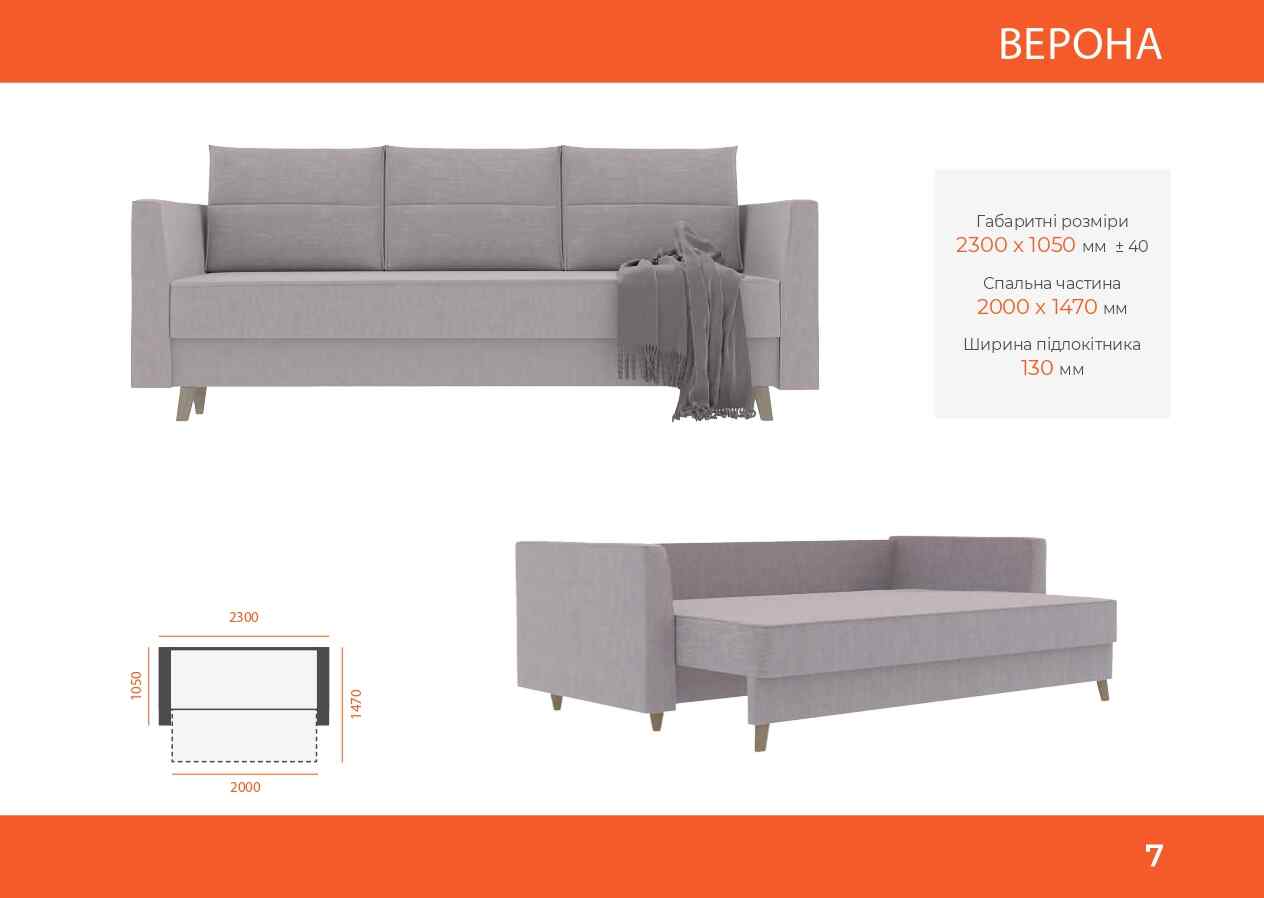 ВЕРОНА
Габаритні розміри
2300 x 1050 мм ± 40
Спальна частина
2000 x 1470 мм
Ширина підлокітника
130 мм
2300
1050
1470
2000
7